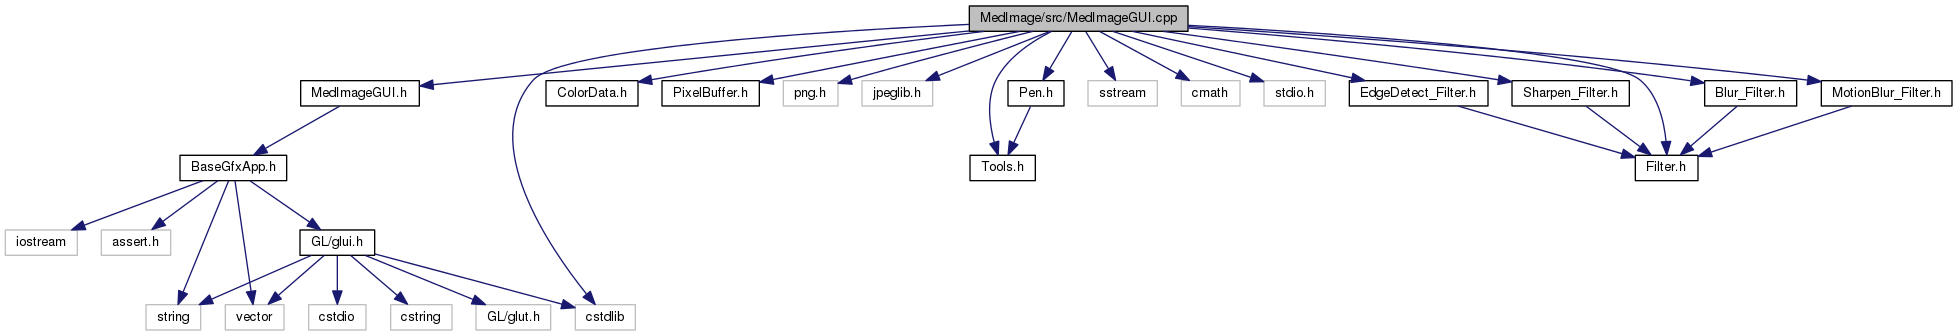 MedImage/src/MedImageGUI.cpp
MedImageGUI.h
ColorData.h
PixelBuffer.h
png.h
jpeglib.h
Pen.h
sstream
cmath
stdio.h
EdgeDetect_Filter.h
Sharpen_Filter.h
Blur_Filter.h
MotionBlur_Filter.h
BaseGfxApp.h
Tools.h
Filter.h
iostream
assert.h
GL/glui.h
string
vector
cstdio
cstring
GL/glut.h
cstdlib